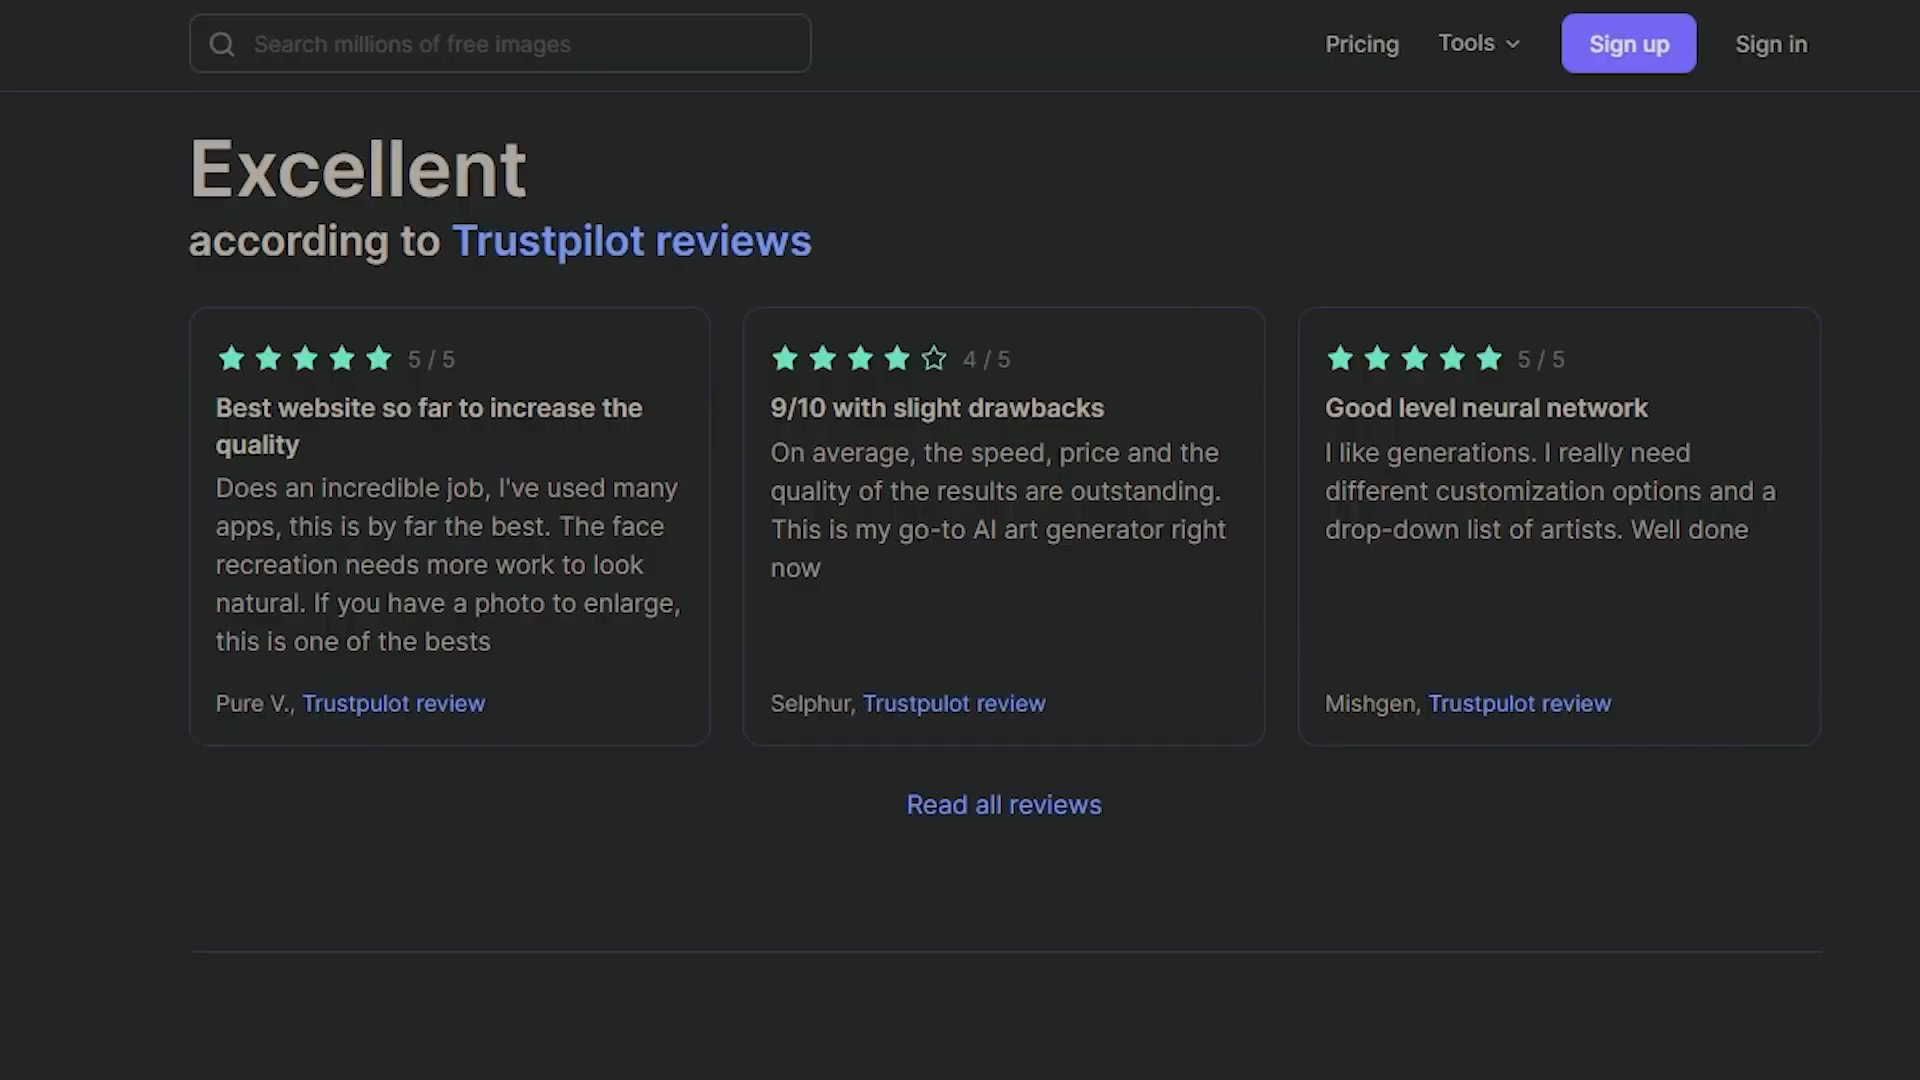 Search millions of free images
Pricing
Tools
Sign up
Sign in
Excellent
according to Trustpilot reviews
5 / 5
Best website so far to increase the
quality
Does an incredible job, I've used many
apps, this is by far the best. The face
recreation needs more work to look
natural. If you have a photo to enlarge,
this is one of the bests
Pure V., Trustpulot review
4 / 5
9/10 with slight drawbacks
On average, the speed, price and the
quality of the results are outstanding.
This is my go-to AI art generator right
now
Selphur, Trustpulot review
5 / 5
Good level neural network
I like generations. I really need
different customization options and a
drop-down list of artists. Well done
Mishgen, Trustpulot review
Read all reviews